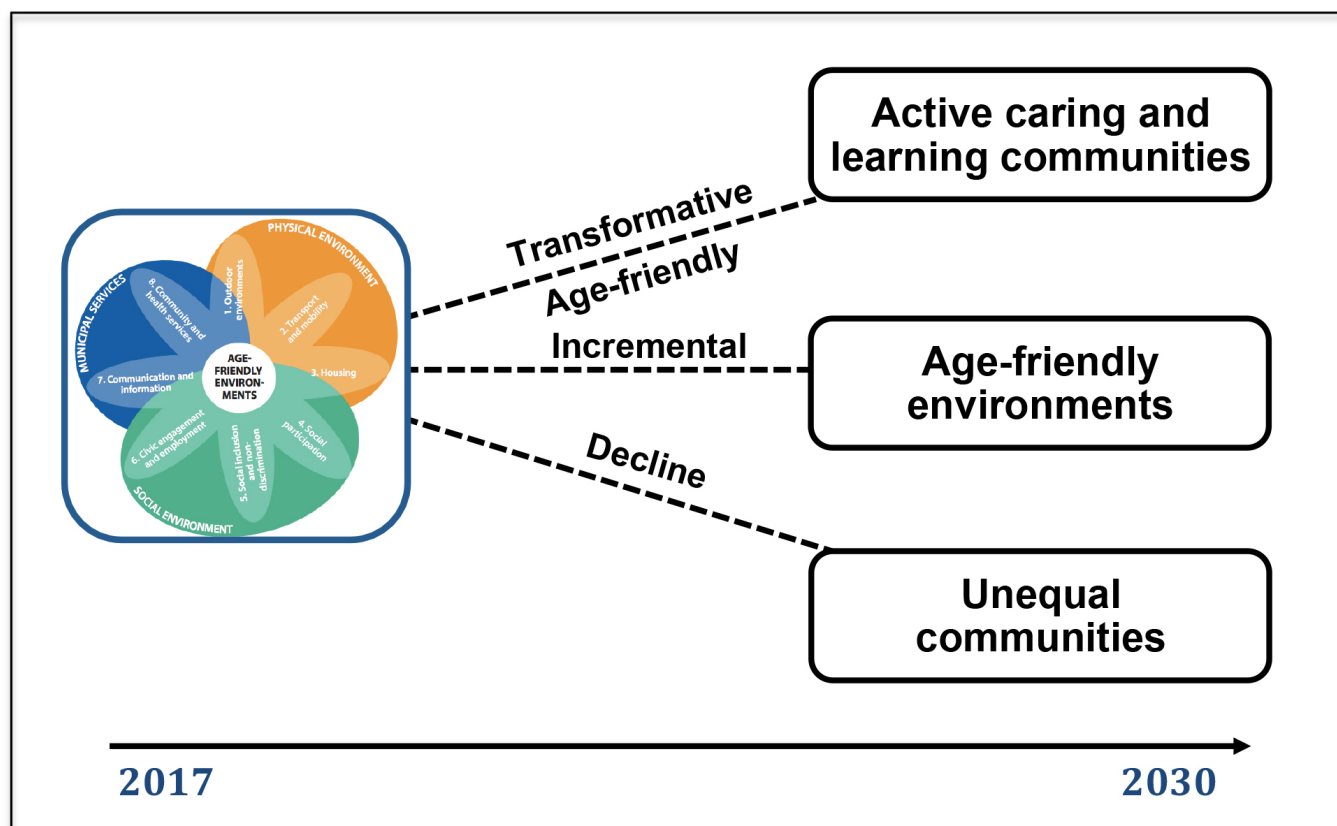 PHYSICAL ENVIRONMENT
MUNICIPAL SERVICES
SOCIAL ENVIRONMENT
1. Outdoor
environments
2. Transport
and mobility
3. Housing
4. Social
participation
5. Social inclusion
and non-
discrimination
6. Civic engagement
and employment
7. Communication and
information
8. Community and
health services
AGE-
FRIENDLY
ENVIRON-
MENTS
Transformative
Age-friendly
Incremental
Decline
Active caring and
learning communities
Age-friendly
environments
Unequal
communities
2017
2030